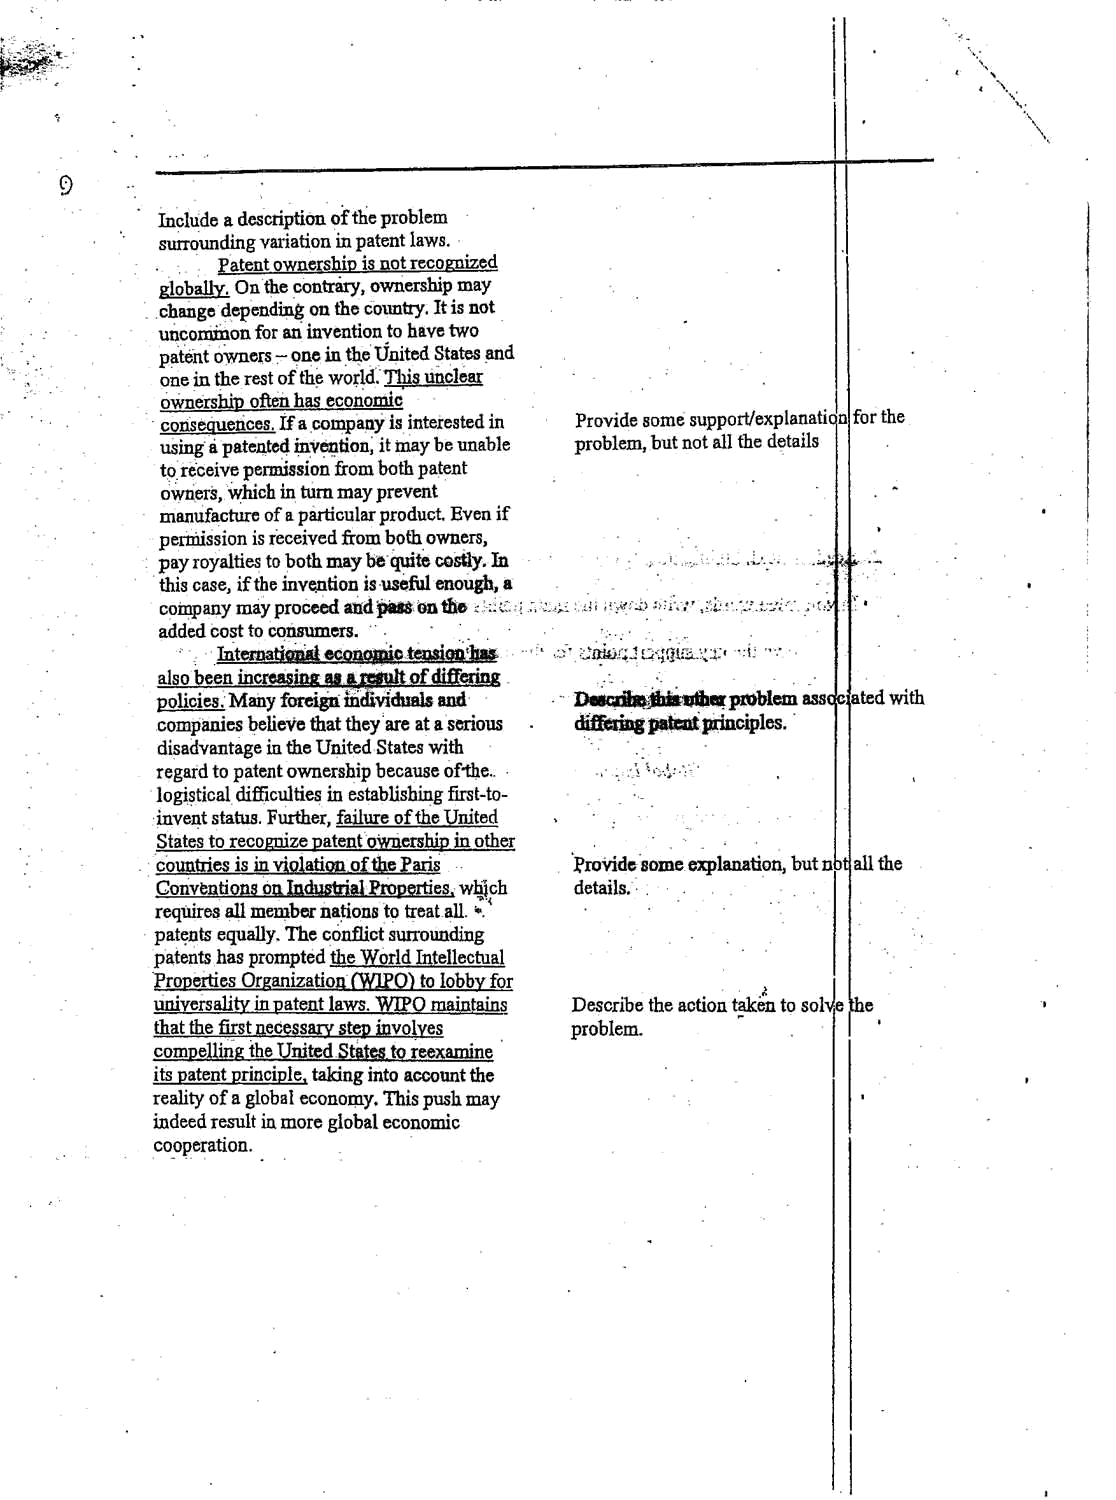 9
Include a description of the problem
surrounding variation in patent laws.
Patent ownership is not recognized
globally. On the contrary, ownership may
change depending on the country. It is not
uncommon for an invention to have two
patent owners – one in the United States and
one in the rest of the world. This unclear
ownership often has economic
consequences. If a company is interested in
using a patented invention, it may be unable
to receive permission from both patent
owners, which in turn may prevent
manufacture of a particular product. Even if
permission is received from both owners,
pay royalties to both may be quite costly. In
this case, if the invention is useful enough, a
company may proceed and pass on the
added cost to consumers.
International economic tension has
also been increasing as a result of differing
policies. Many foreign individuals and
companies believe that they are at a serious
disadvantage in the United States with
regard to patent ownership because of the
logistical difficulties in establishing first-to-
invent status. Further, failure of the United
States to recognize patent ownership in other
countries is in violation of the Paris
Conventions on Industrial Properties, which
requires all member nations to treat all
patents equally. The conflict surrounding
patents has prompted the World Intellectual
Properties Organization (WIPO) to lobby for
universality in patent laws. WIPO maintains
that the first necessary step involves
compelling the United States to reexamine
its patent principle, taking into account the
reality of a global economy. This push may
indeed result in more global economic
cooperation.
Provide some support/explanation for the
problem, but not all the details
Describe this other problem associated with
differing patent principles.
Provide some explanation, but not all the
details.
Describe the action taken to solve the
problem.